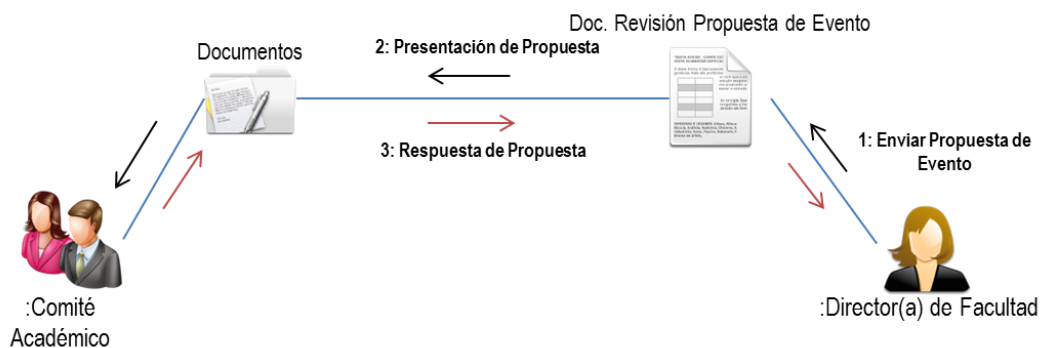 Doc. Revisión Propuesta de Evento
Documentos
2: Presentación de Propuesta
3: Respuesta de Propuesta
1: Enviar Propuesta de
Evento
:Comité
Académico
:Director(a) de Facultad